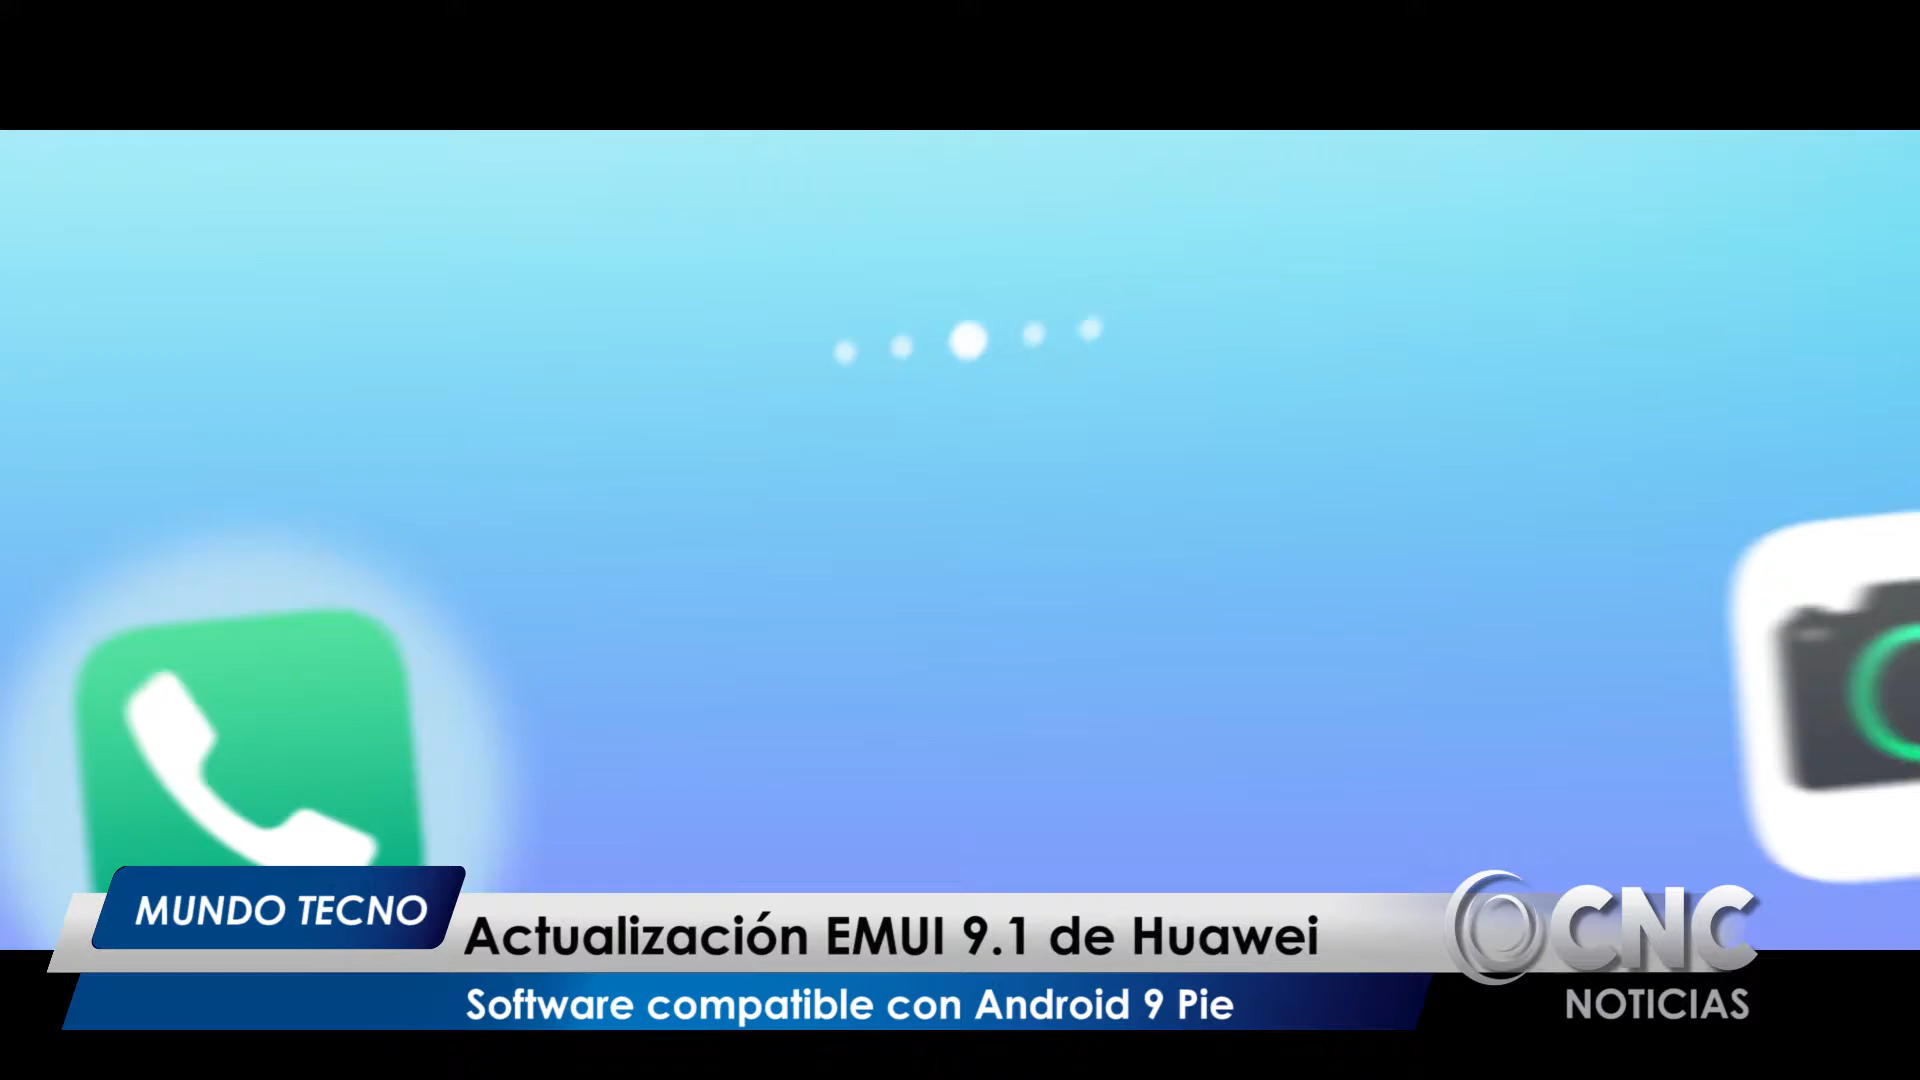 MUNDO TECNO
Actualización EMUI 9.1 de Huawei
Software compatible con Android 9 Pie
CNC
NOTICIAS